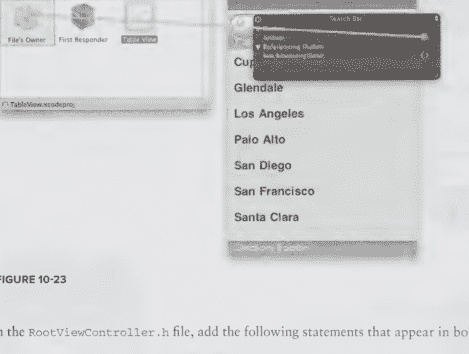 Search Bar
File's Owner
First Responder
Table View
Cup
TableView.xcodeproj
Glendale
Los Angeles
Palo Alto
San Diego
San Francisco
Santa Clara
FIGURE 10-23
the RootViewController.h file, add the following statements that appear in bo